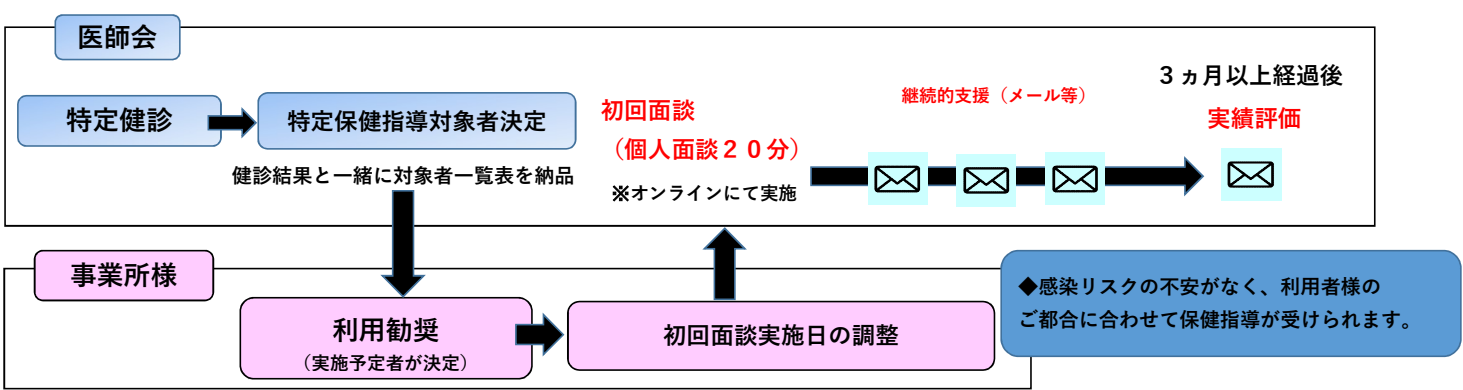 医師会
特定健診
特定保健指導対象者決定
健診結果と一緒に対象者一覧表を納品
初回面談
（個人面談２０分）
※オンラインにて実施
継続的支援（メール等）
３ヵ月以上経過後
実績評価
事業所様
利用勧奨
（実施予定者が決定）
初回面談実施日の調整
◆感染リスクの不安がなく、利用者様の
ご都合に合わせて保健指導が受けられます。